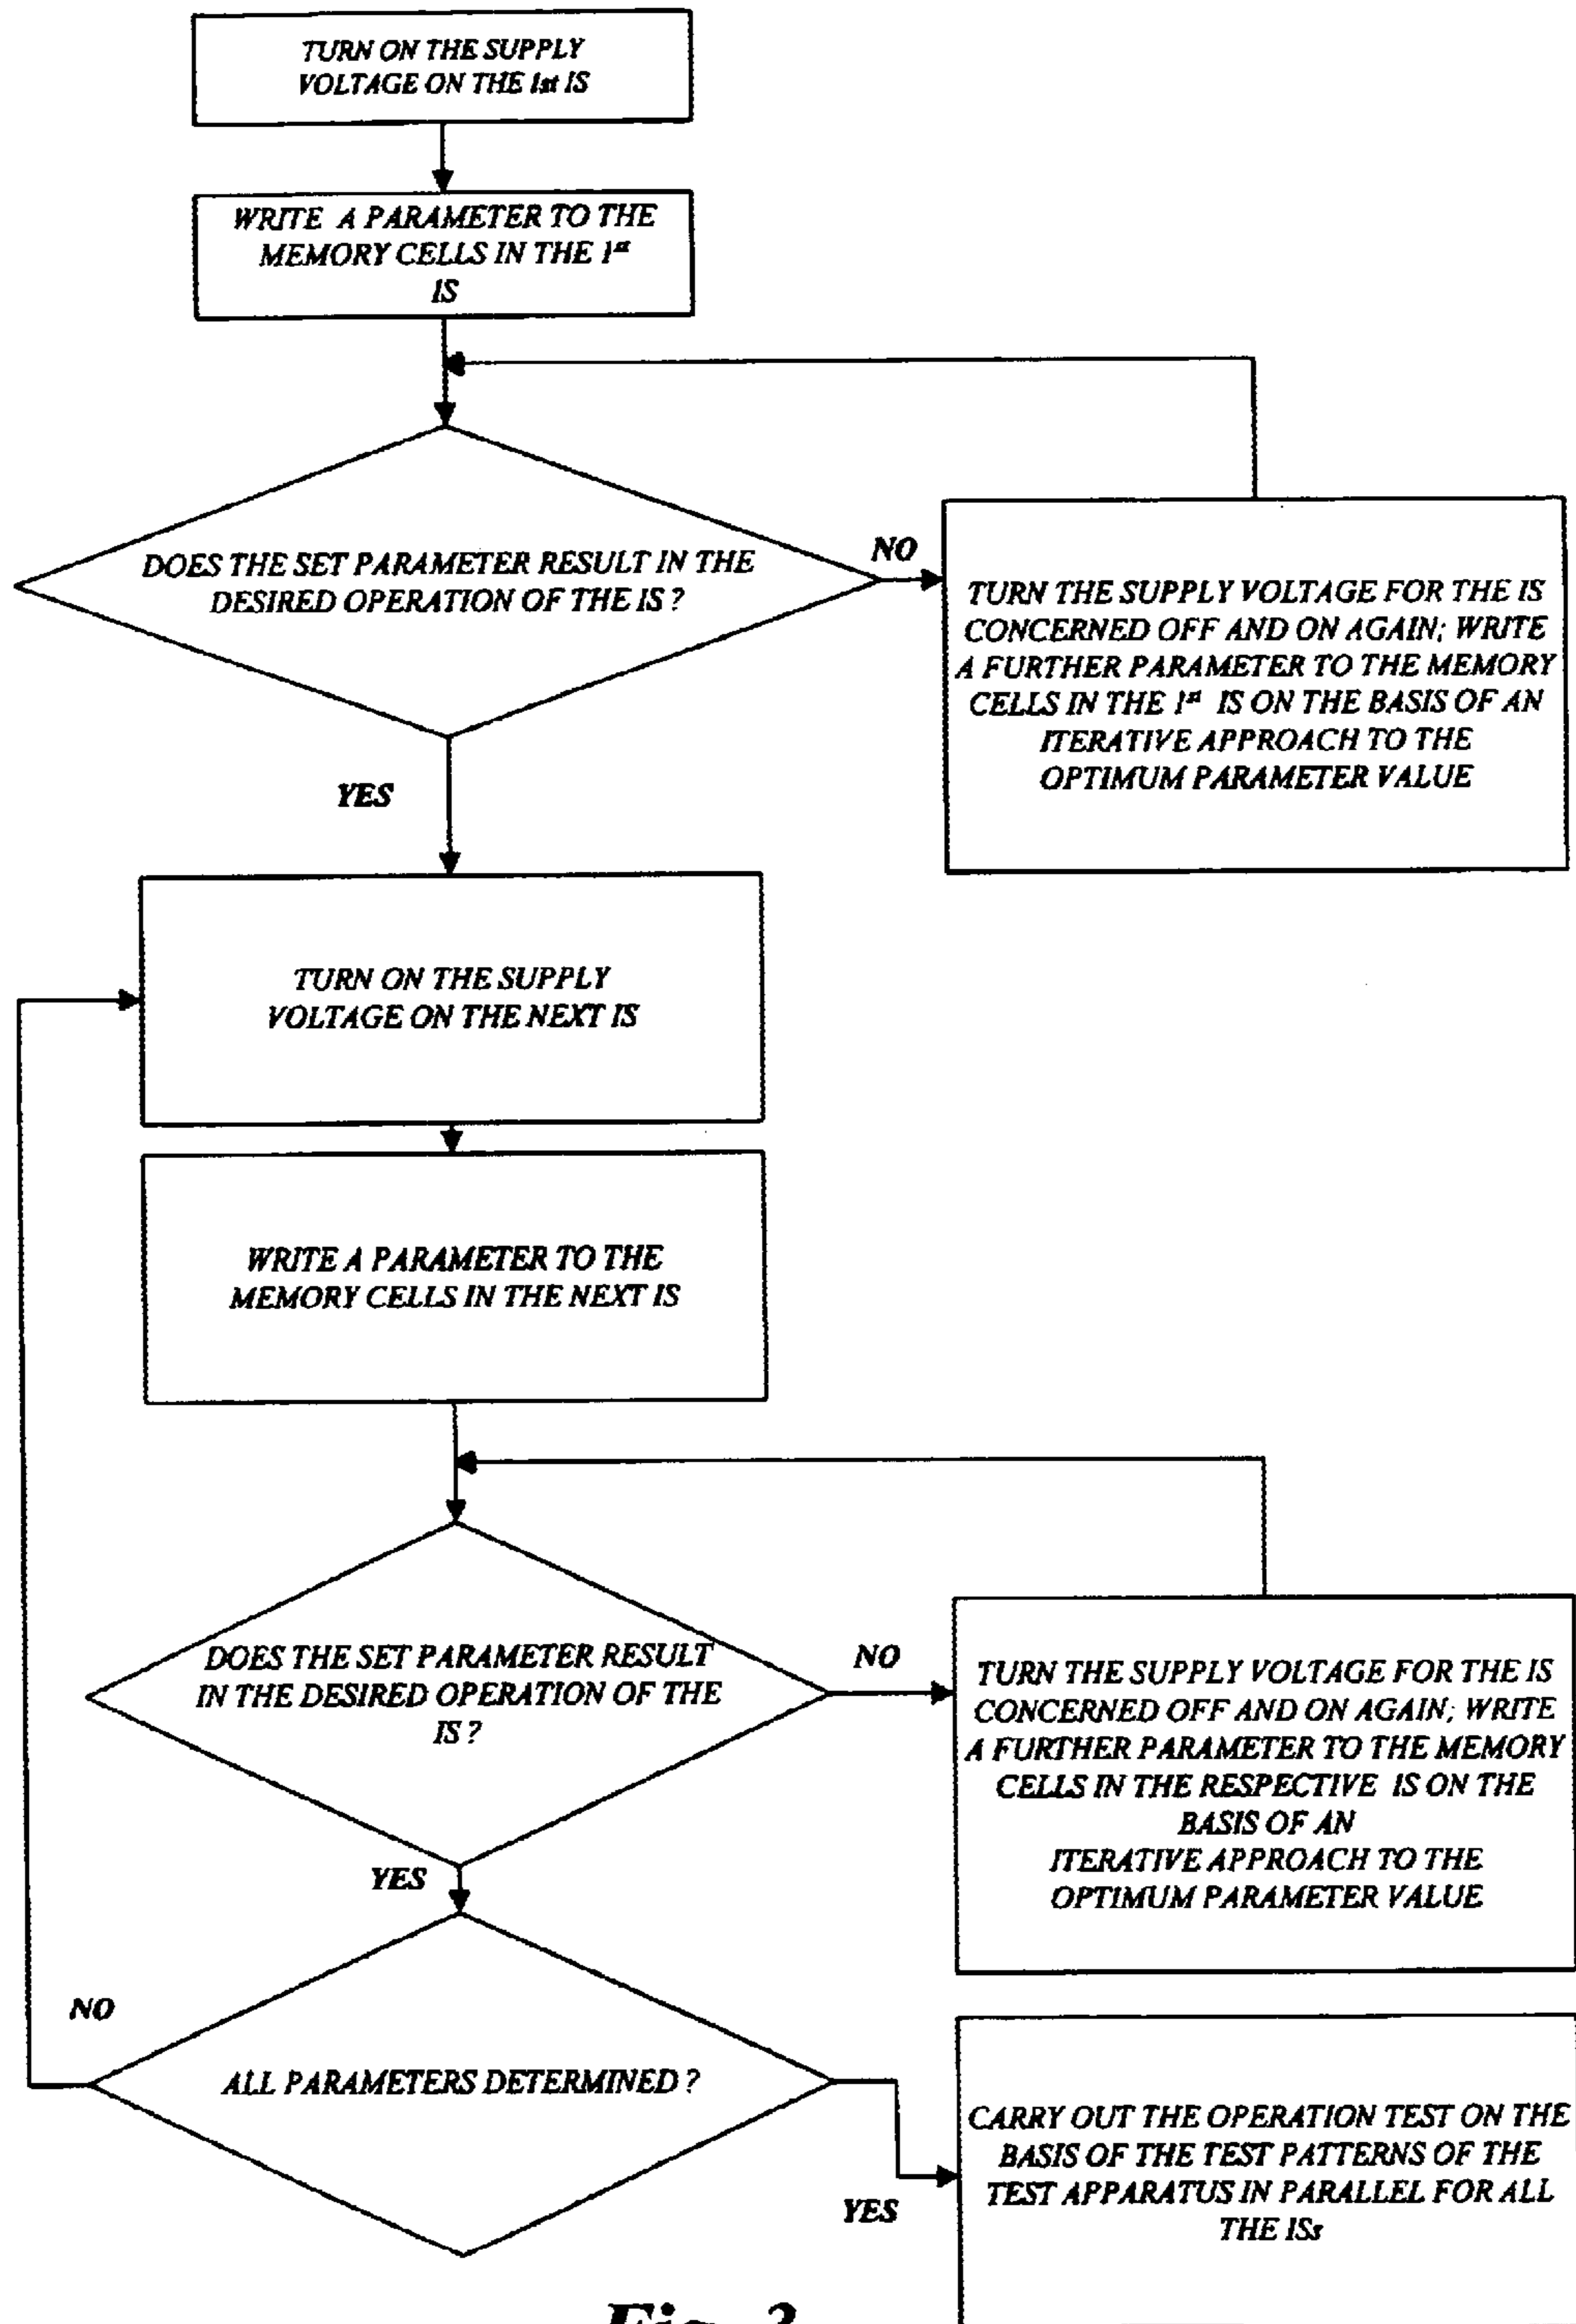 TURN ON THE SUPPLY
VOLTAGE ON THE 1st IS
WRITE A PARAMETER TO THE
MEMORY CELLS IN THE 1st
IS
DOES THE SET PARAMETER RESULT IN THE
DESIRED OPERATION OF THE IS ?
NO
TURN THE SUPPLY VOLTAGE FOR THE IS
CONCERNED OFF AND ON AGAIN; WRITE
A FURTHER PARAMETER TO THE MEMORY
CELLS IN THE 1st IS ON THE BASIS OF AN
ITERATIVE APPROACH TO THE
OPTIMUM PARAMETER VALUE
YES
TURN ON THE SUPPLY
VOLTAGE ON THE NEXT IS
WRITE A PARAMETER TO THE
MEMORY CELLS IN THE NEXT IS
DOES THE SET PARAMETER RESULT
IN THE DESIRED OPERATION OF THE
IS ?
NO
TURN THE SUPPLY VOLTAGE FOR THE IS
CONCERNED OFF AND ON AGAIN; WRITE
A FURTHER PARAMETER TO THE MEMORY
CELLS IN THE RESPECTIVE IS ON THE
BASIS OF AN
ITERATIVE APPROACH TO THE
OPTIMUM PARAMETER VALUE
YES
NO
ALL PARAMETERS DETERMINED ?
YES
CARRY OUT THE OPERATION TEST ON THE
BASIS OF THE TEST PATTERNS OF THE
TEST APPARATUS IN PARALLEL FOR ALL
THE ISs
Fig. 3